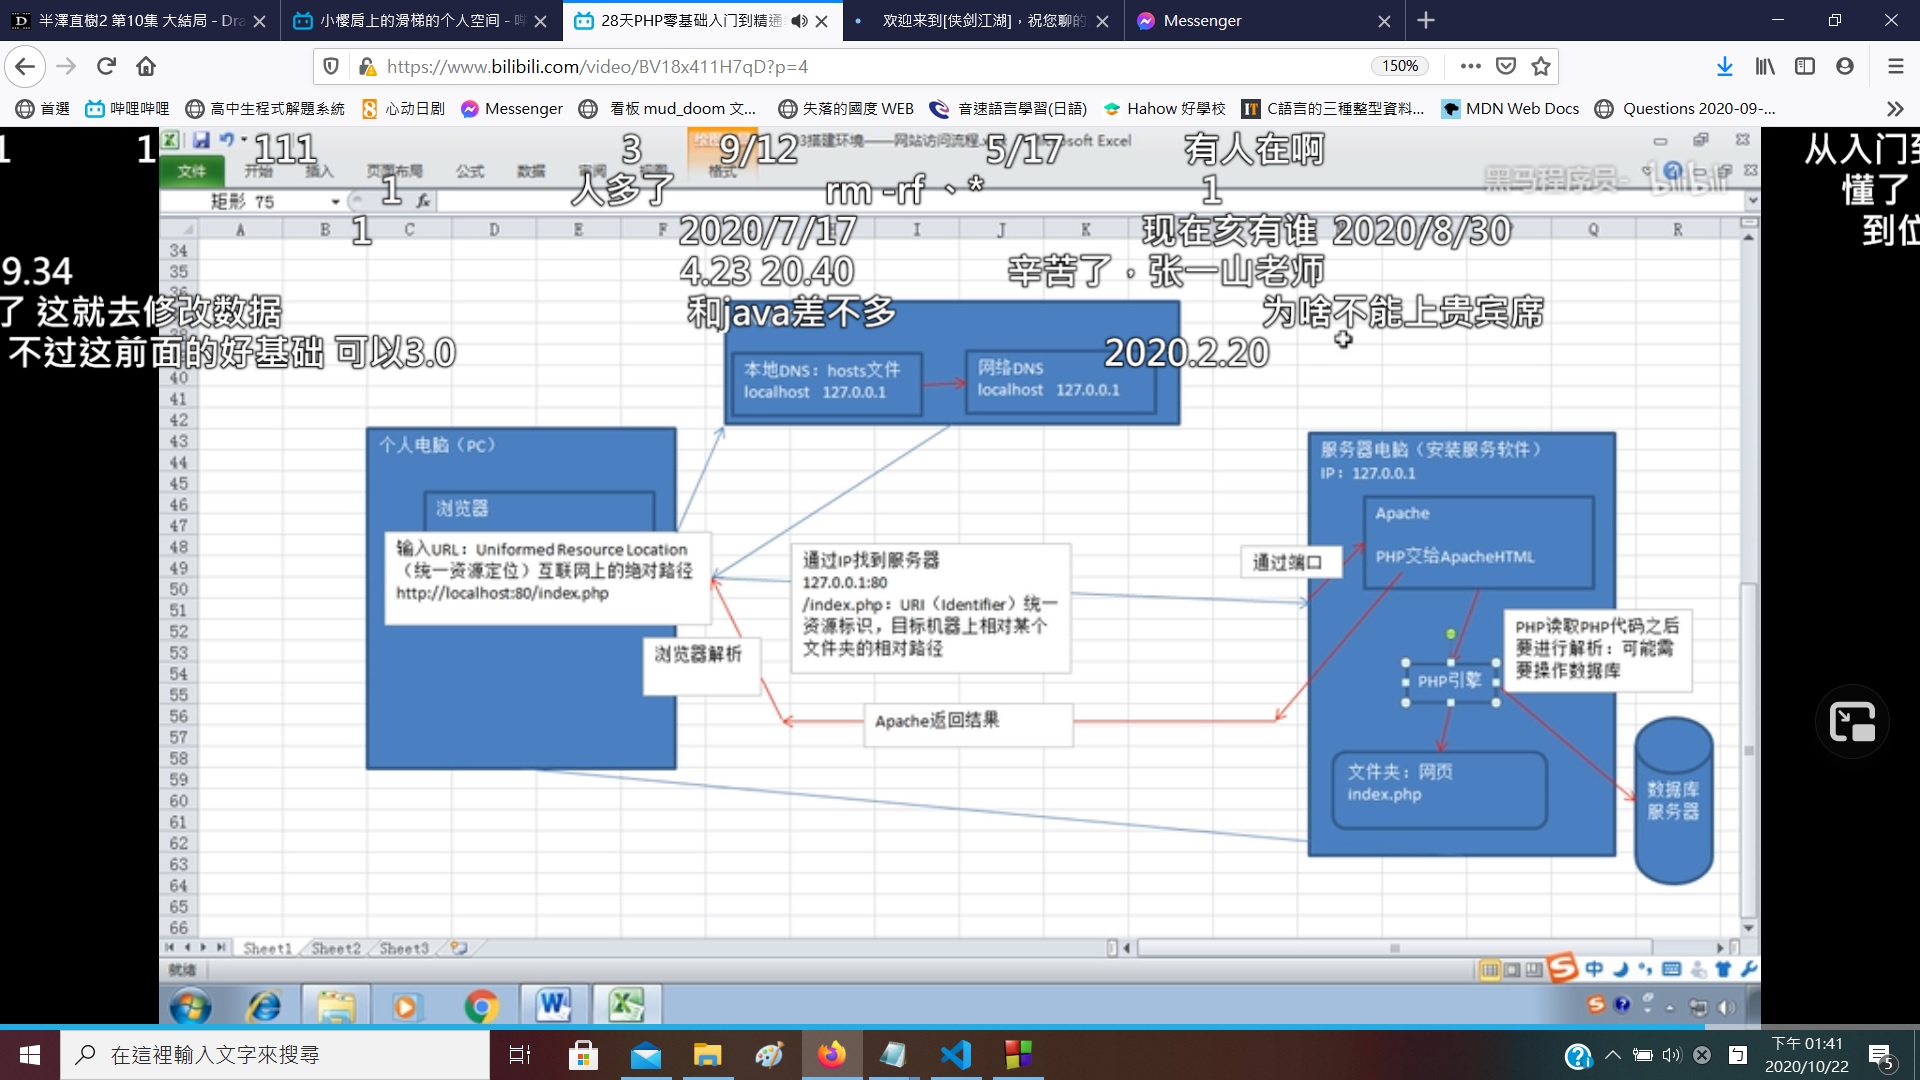 半澤直樹2 第10集 大結局 - Dra
小樱肩上的滑梯的个人空间 - 哔
28天PHP零基础入门到精通
欢迎来到[侠剑江湖]，祝您聊的
Messenger
https://www.bilibili.com/video/BV18x411H7qD?p=4
150%
首選
哔哩哔哩
高中生程式解題系統
心动日剧
Messenger
看板 mud_doom 文...
失落的國度 WEB
音速語言學習(日語)
Hahow 好學校
C語言的三種整型資料...
MDN Web Docs
Questions 2020-09-...
1
1
111
3
9/12
5/17
有人在啊
从入门到
03搭建环境——网站访问流程.
Microsoft Excel
文件
开始
插入
页面布局
公式
数据
审阅
视图
格式
黑马程序员-
bilibili
1
人多了
rm -rf 、*
1
懂了
矩形 75
fx
1
2020/7/17
现在亥有谁 2020/8/30
到位
A B C D E F H I J K Q R
9.34
4.23 20.40
辛苦了，张一山老师
了 这就去修改数据
和java差不多
为啥不能上贵宾席
不过这前面的好基础 可以3.0
2020.2.20
34
35
36
40
41
42
43
44
45
46
47
48
49
50
51
52
53
54
55
56
57
58
59
60
61
62
63
64
65
66
本地DNS：hosts文件
localhost 127.0.0.1
网络DNS
localhost 127.0.0.1
个人电脑（PC）
浏览器
输入URL：Uniformed Resource Location
（统一资源定位）互联网上的绝对路径
http://localhost:80/index.php
浏览器解析
通过IP找到服务器
127.0.0.1:80
/index.php：URI（Identifier）统一
资源标识，目标机器上相对某个
文件夹的相对路径
Apache返回结果
通过端口
服务器电脑（安装服务软件）
IP：127.0.0.1
Apache
PHP交给ApacheHTML
PHP读取PHP代码之后
要进行解析：可能需
要操作数据库
PHP引擎
文件夹：网页
index.php
数据库
服务器
Sheet1
Sheet2
Sheet3
就绪
中
在這裡輸入文字來搜尋
下午 01:41
2020/10/22
5